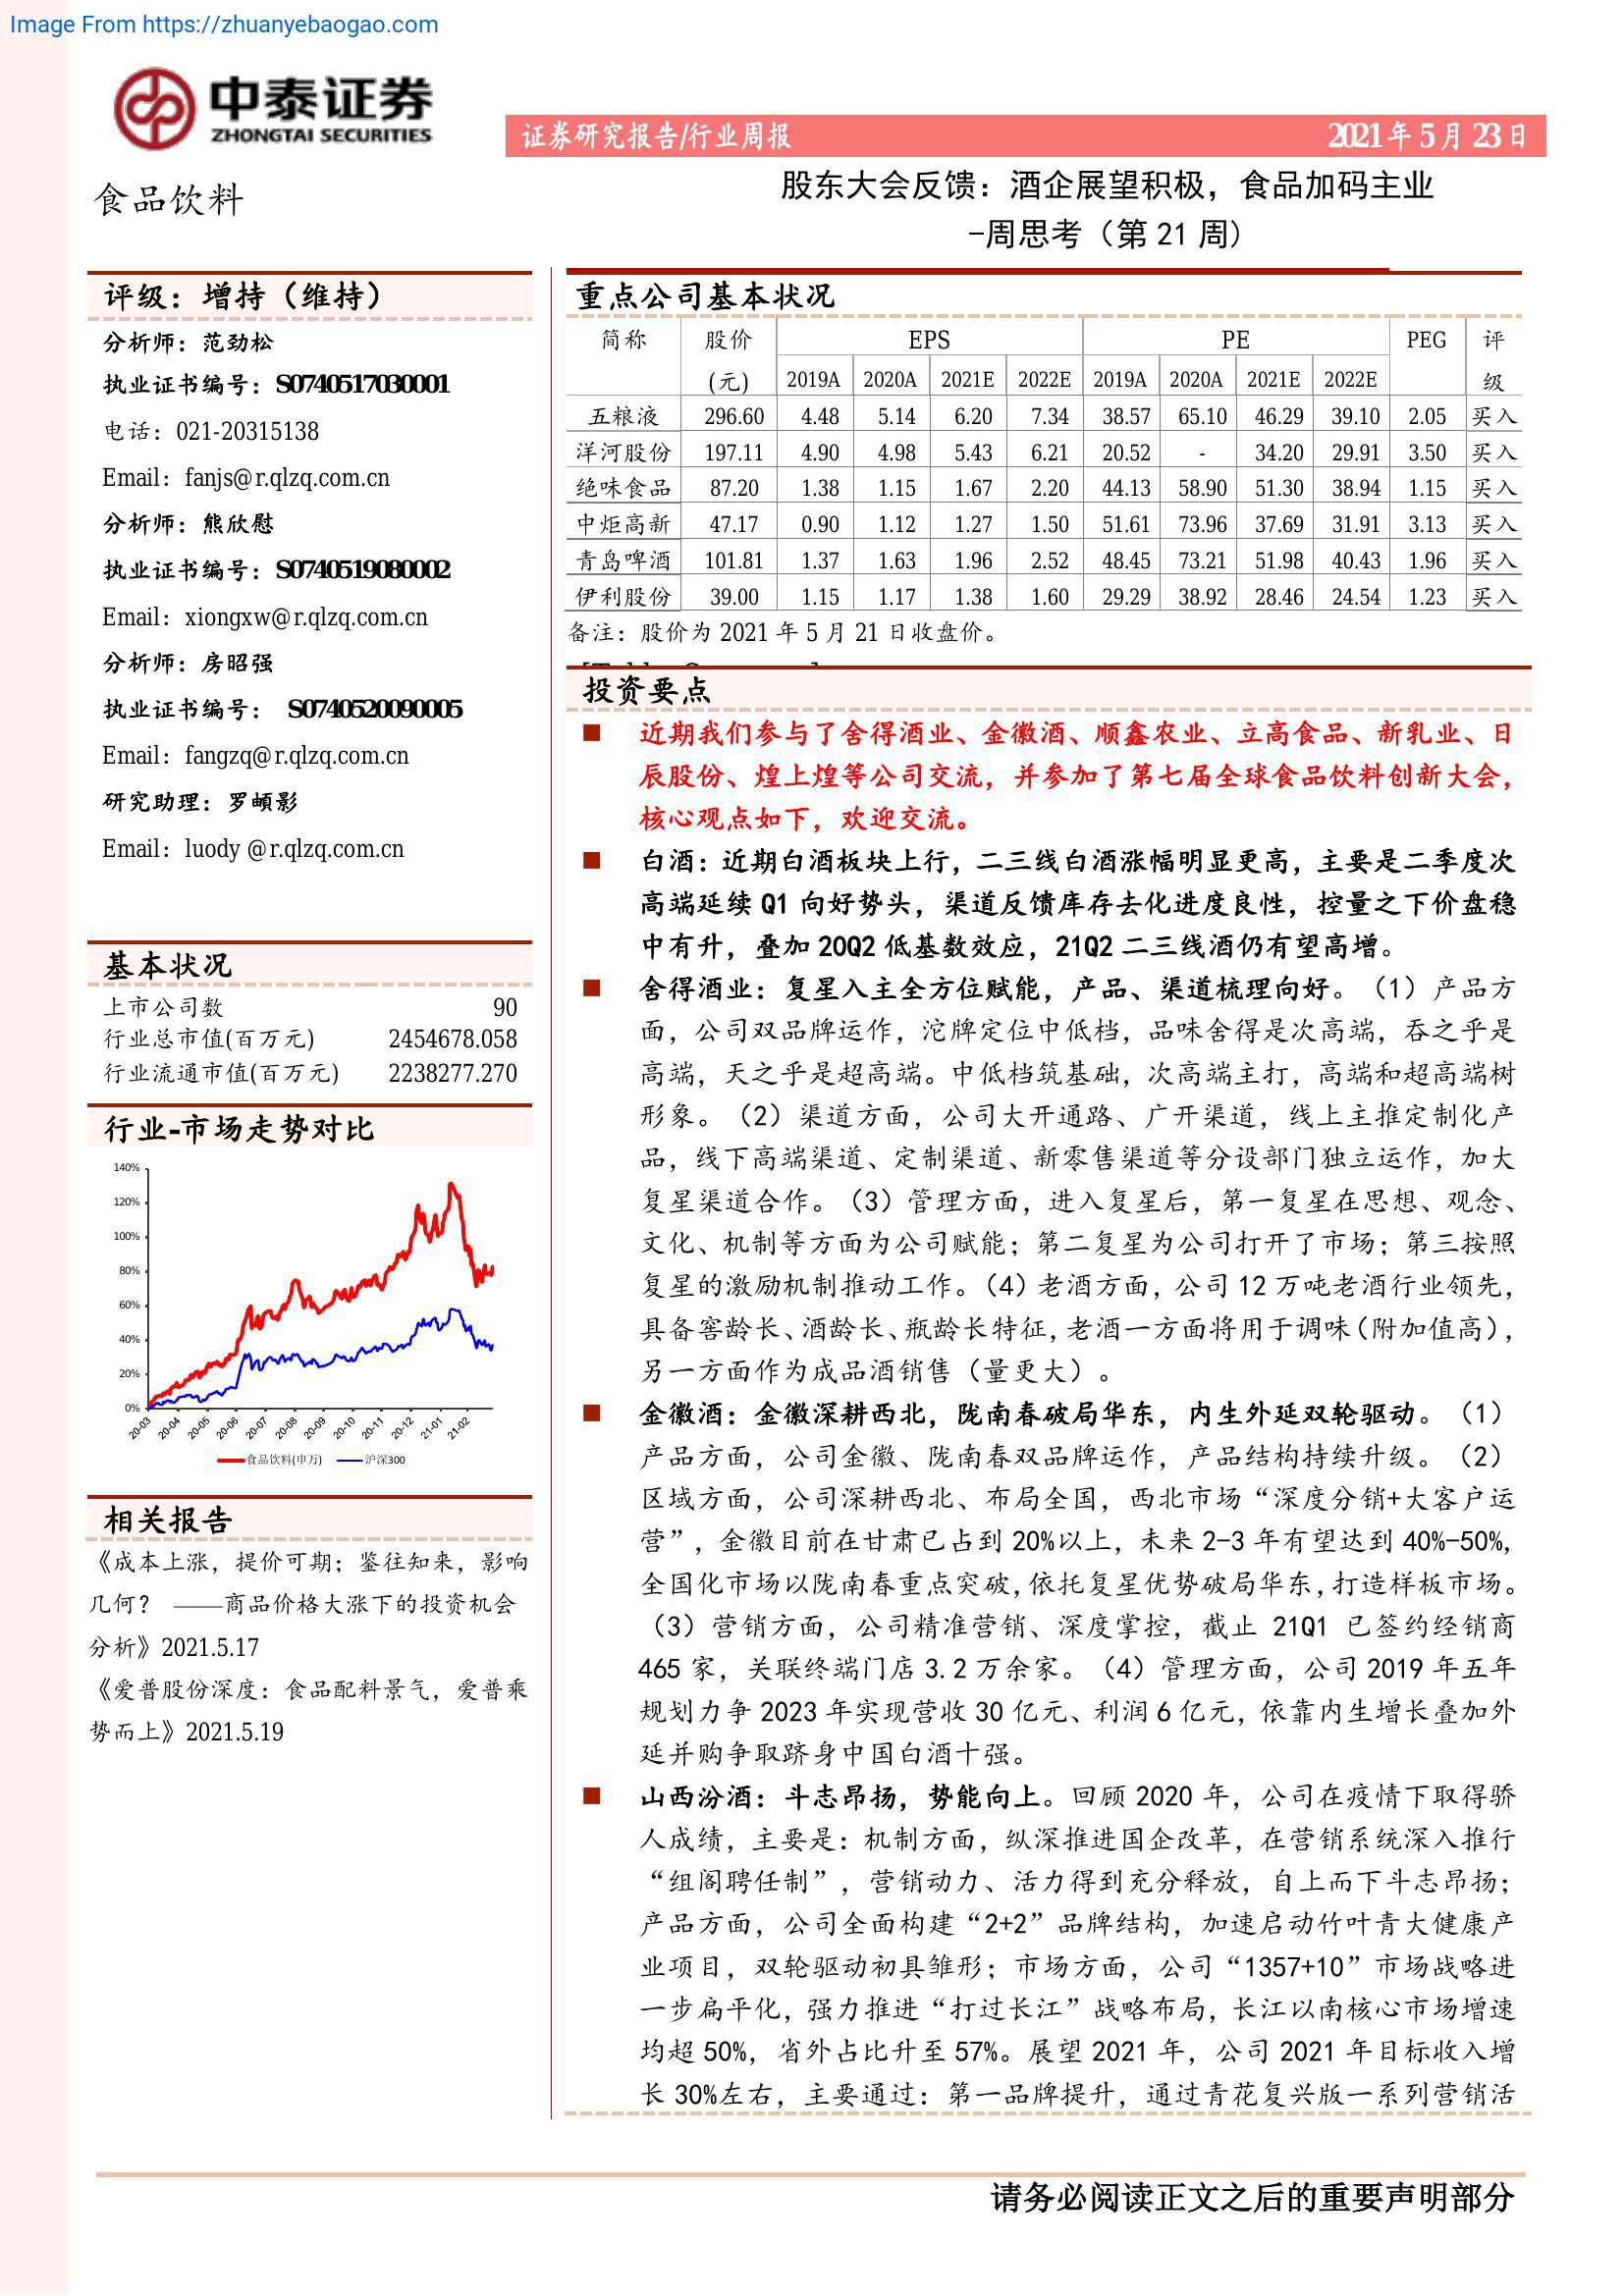 Image From https://zhuanyebaogao.com
中泰证券
ZHONGTAI SECURITIES
证券研究报告/行业周报 2021年5月23日
食品饮料
股东大会反馈：酒企展望积极，食品加码主业
-周思考（第 21 周）
评级：增持（维持）
分析师：范劲松
执业证书编号：S0740517030001
电话：021-20315138
Email：fanjs@r.qlzq.com.cn
分析师：熊欣慰
执业证书编号：S0740519080002
Email：xiongxw@r.qlzq.com.cn
分析师：房昭强
执业证书编号： S0740520090005
Email：fangzq@r.qlzq.com.cn
研究助理：罗頔影
Email：luody @r.qlzq.com.cn
基本状况
上市公司数 90
行业总市值(百万元) 2454678.058
行业流通市值(百万元) 2238277.270
行业-市场走势对比
140%
120%
100%
80%
60%
40%
20%
0%
20-03 20-04 20-05 20-06 20-07 20-08 20-09 20-10 20-11 20-12 21-01 21-02
食品饮料(申万) 沪深300
相关报告
《成本上涨，提价可期；鉴往知来，影响
几何？ ——商品价格大涨下的投资机会
分析》2021.5.17
《爱普股份深度：食品配料景气，爱普乘
势而上》2021.5.19
重点公司基本状况
简称 股价 EPS PE PEG 评
(元) 2019A 2020A 2021E 2022E 2019A 2020A 2021E 2022E 级
五粮液 296.60 4.48 5.14 6.20 7.34 38.57 65.10 46.29 39.10 2.05 买入
洋河股份 197.11 4.90 4.98 5.43 6.21 20.52 - 34.20 29.91 3.50 买入
绝味食品 87.20 1.38 1.15 1.67 2.20 44.13 58.90 51.30 38.94 1.15 买入
中炬高新 47.17 0.90 1.12 1.27 1.50 51.61 73.96 37.69 31.91 3.13 买入
青岛啤酒 101.81 1.37 1.63 1.96 2.52 48.45 73.21 51.98 40.43 1.96 买入
伊利股份 39.00 1.15 1.17 1.38 1.60 29.29 38.92 28.46 24.54 1.23 买入
备注：股价为 2021 年 5 月 21 日收盘价。
投资要点
■ 近期我们参与了舍得酒业、金徽酒、顺鑫农业、立高食品、新乳业、日
辰股份、煌上煌等公司交流，并参加了第七届全球食品饮料创新大会，
核心观点如下，欢迎交流。
■ 白酒：近期白酒板块上行，二三线白酒涨幅明显更高，主要是二季度次
高端延续 Q1 向好势头，渠道反馈库存去化进度良性，控量之下价盘稳
中有升，叠加 20Q2 低基数效应，21Q2 二三线酒仍有望高增。
■ 舍得酒业：复星入主全方位赋能，产品、渠道梳理向好。（1）产品方
面，公司双品牌运作，沱牌定位中低档，品味舍得是次高端，吞之乎是
高端，天之乎是超高端。中低档筑基础，次高端主打，高端和超高端树
形象。（2）渠道方面，公司大开通路、广开渠道，线上主推定制化产
品，线下高端渠道、定制渠道、新零售渠道等分设部门独立运作，加大
复星渠道合作。（3）管理方面，进入复星后，第一复星在思想、观念、
文化、机制等方面为公司赋能；第二复星为公司打开了市场；第三按照
复星的激励机制推动工作。（4）老酒方面，公司 12 万吨老酒行业领先，
具备窖龄长、酒龄长、瓶龄长特征，老酒一方面将用于调味（附加值高），
另一方面作为成品酒销售（量更大）。
■ 金徽酒：金徽深耕西北，陇南春破局华东，内生外延双轮驱动。（1）
产品方面，公司金徽、陇南春双品牌运作，产品结构持续升级。（2）
区域方面，公司深耕西北、布局全国，西北市场“深度分销+大客户运
营”，金徽目前在甘肃已占到 20%以上，未来 2-3 年有望达到 40%-50%，
全国化市场以陇南春重点突破，依托复星优势破局华东，打造样板市场。
（3）营销方面，公司精准营销、深度掌控，截止 21Q1 已签约经销商
465 家，关联终端门店 3.2 万余家。（4）管理方面，公司 2019 年五年
规划力争 2023 年实现营收 30 亿元、利润 6 亿元，依靠内生增长叠加外
延并购争取跻身中国白酒十强。
■ 山西汾酒：斗志昂扬，势能向上。回顾 2020 年，公司在疫情下取得骄
人成绩，主要是：机制方面，纵深推进国企改革，在营销系统深入推行
“组阁聘任制”，营销动力、活力得到充分释放，自上而下斗志昂扬；
产品方面，公司全面构建“2+2”品牌结构，加速启动竹叶青大健康产
业项目，双轮驱动初具雏形；市场方面，公司“1357+10”市场战略进
一步扁平化，强力推进“打过长江”战略布局，长江以南核心市场增速
均超 50%，省外占比升至 57%。展望 2021 年，公司 2021 年目标收入增
长 30%左右，主要通过：第一品牌提升，通过青花复兴版一系列营销活
请务必阅读正文之后的重要声明部分